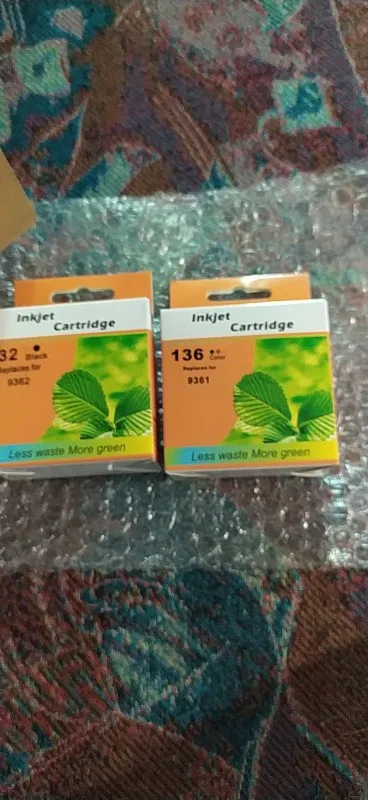 Inkjet
Cartridge
32 Black
Replaces for
9362
Less waste More green
Inkjet
Cartridge
136 Color
Replaces for
9361
Less waste More green